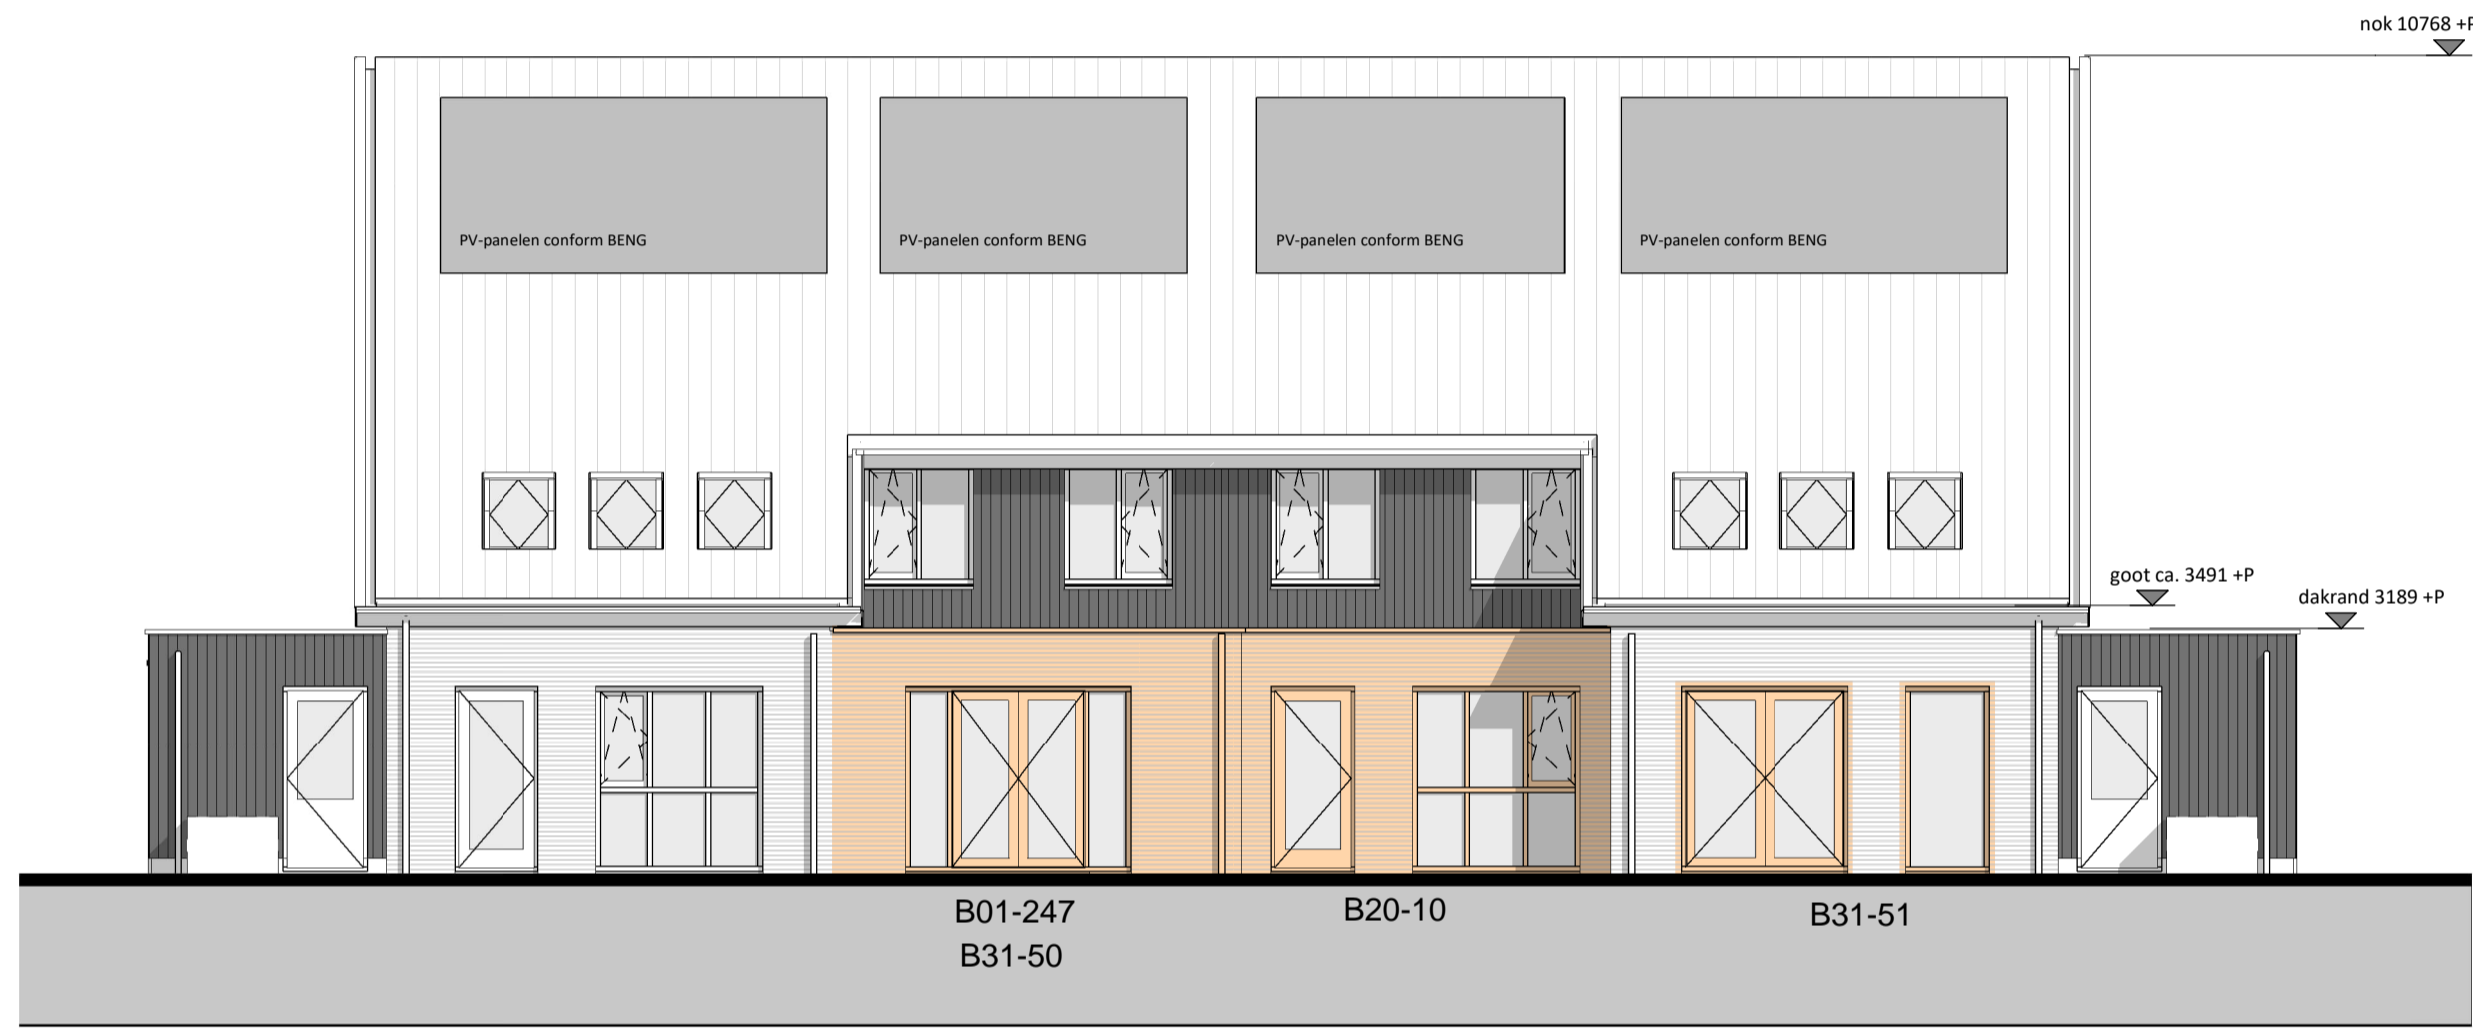 nok 10768 +P
PV-panelen conform BENG
PV-panelen conform BENG
PV-panelen conform BENG
PV-panelen conform BENG
goot ca. 3491 +P
dakrand 3189 +P
B01-247
B20-10
B31-51
B31-50